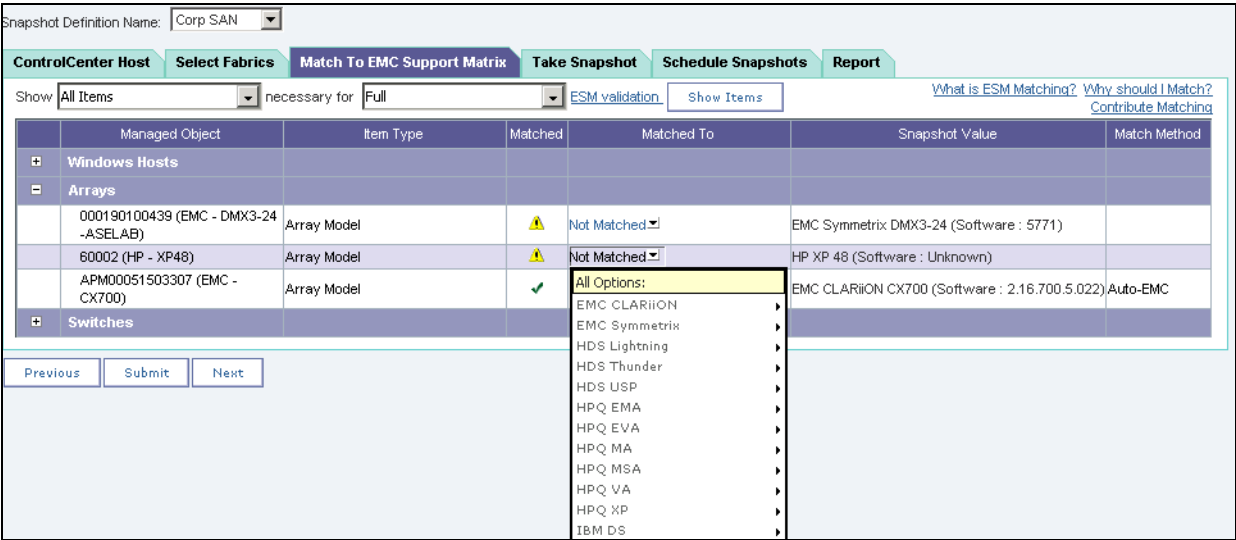 Snapshot Definition Name: Corp SAN
ControlCenter Host Select Fabrics Match To EMC Support Matrix Take Snapshot Schedule Snapshots Report
Show All Items necessary for Full ESM validation Show Items What is ESM Matching? Why should I Match?
Contribute Matching
Managed Object Item Type Matched Matched To Snapshot Value Match Method
Windows Hosts
Arrays
000190100439 (EMC - DMX3-24
-ASELAB) Array Model Not Matched EMC Symmetrix DMX3-24 (Software : 5771)
60002 (HP - XP48) Array Model Not Matched HP XP 48 (Software : Unknown)
APM00051503307 (EMC -
CX700) Array Model EMC CLARiiON CX700 (Software : 2.16.700.5.022) Auto-EMC
Switches
All Options:
EMC CLARiiON
EMC Symmetrix
HDS Lightning
HDS Thunder
HDS USP
HPQ EMA
HPQ EVA
HPQ MA
HPQ MSA
HPQ VA
HPQ XP
IBM DS
Previous Submit Next